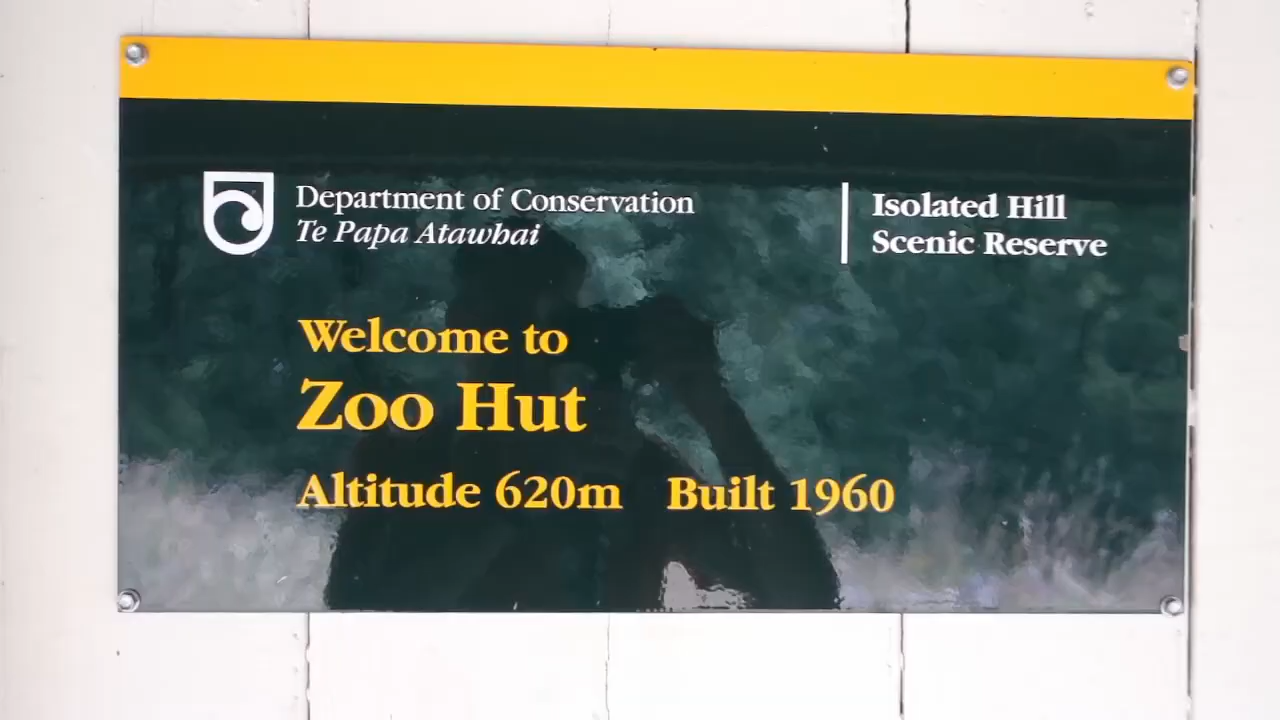 Department of Conservation
Te Papa Atawhai
Isolated Hill
Scenic Reserve
Welcome to
Zoo Hut
Altitude 620m Built 1960